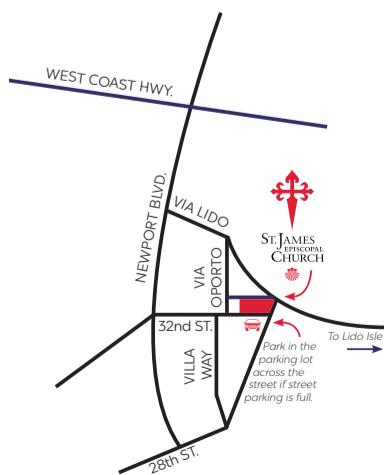 WEST COAST HWY.
NEWPORT BLVD.
VIA LIDO
ST. JAMES
EPISCOPAL
CHURCH
VIA
OPORTO
32nd ST.
To Lido Isle
Park in the
parking lot
across the
street if street
parking is full.
VILLA
WAY
28th ST.